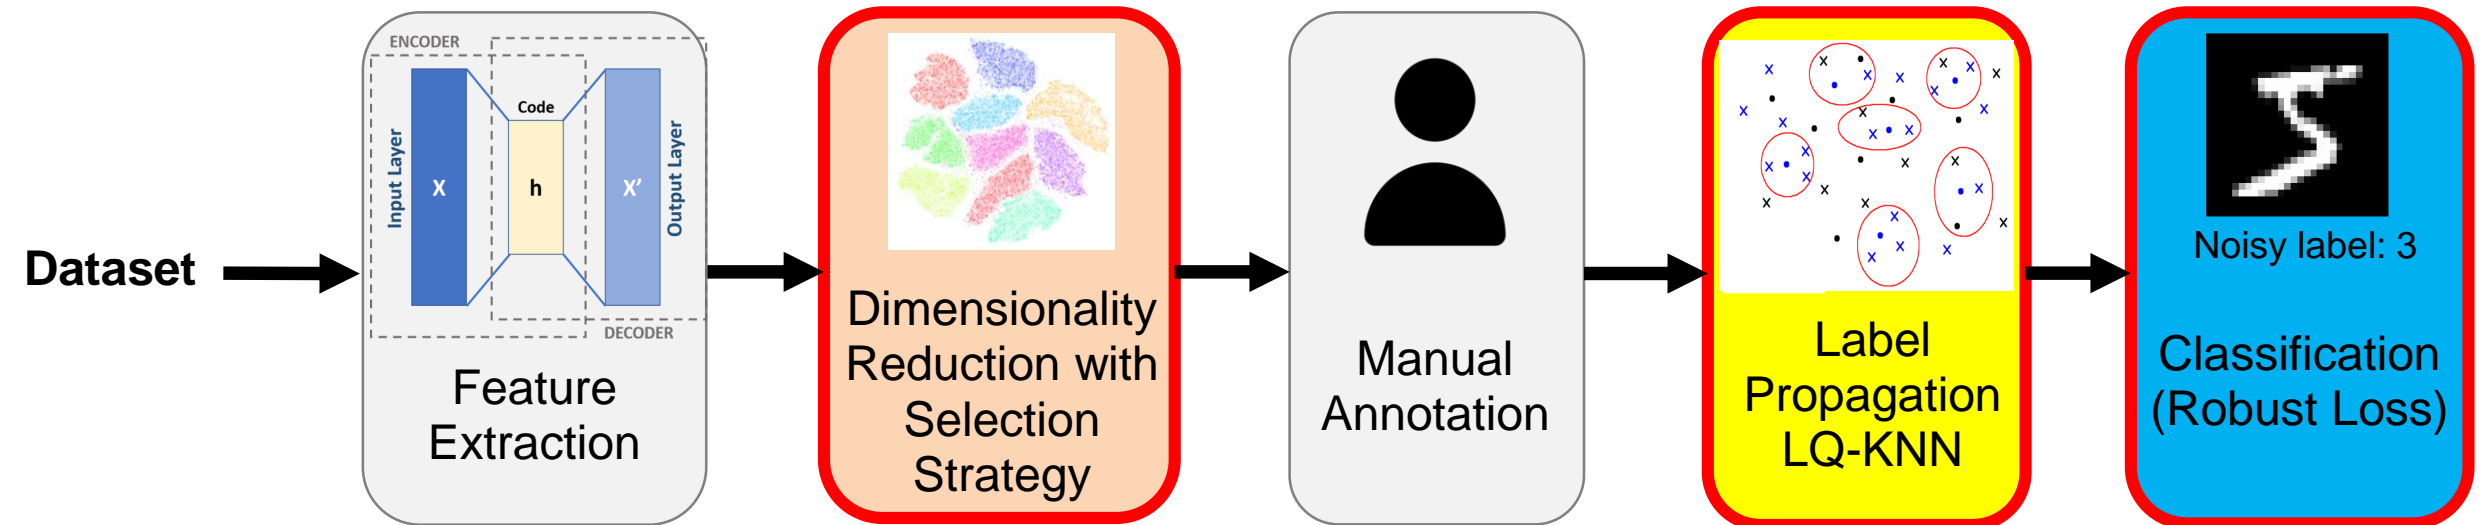 Dataset
ENCODER
Input Layer
X
Code
h
X'
Output Layer
DECODER
Feature
Extraction
Dimensionality
Reduction with
Selection
Strategy
Manual
Annotation
Label
Propagation
LQ-KNN
Noisy label: 3
Classification
(Robust Loss)